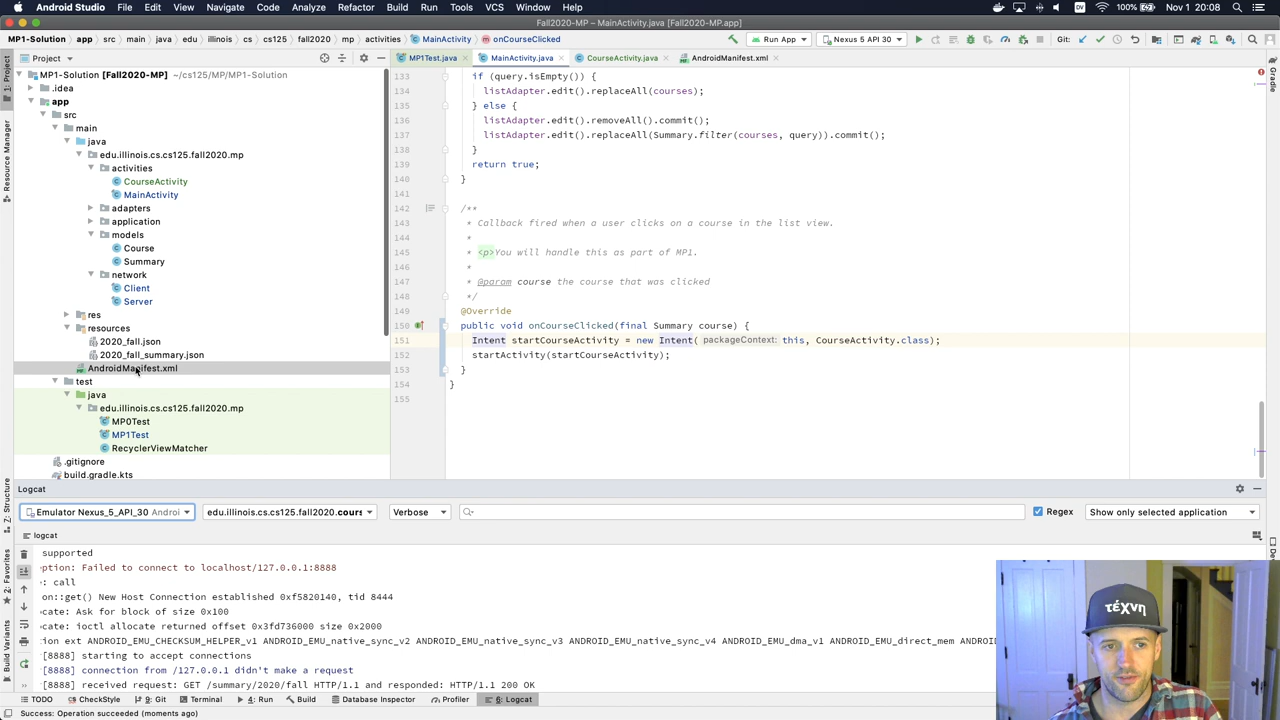 Android Studio File Edit View Navigate Code Analyze Refactor Build Run Tools VCS Window Help 100% Nov 1 20:08
Fall2020-MP – MainActivity.java [Fall2020-MP.app]
MP1-Solution app src main java edu illinois cs cs125 fall2020 mp activities MainActivity onCourseClicked Run App Nexus 5 API 30 Git:
Project
MP1Test.java MainActivity.java CourseActivity.java AndroidManifest.xml
MP1-Solution [Fall2020-MP] ~/cs125/MP/MP1-Solution
.idea
app
src
main
java
edu.illinois.cs.cs125.fall2020.mp
activities
CourseActivity
MainActivity
adapters
application
models
Course
Summary
network
Client
Server
res
resources
2020_fall.json
2020_fall_summary.json
AndroidManifest.xml
test
java
edu.illinois.cs.cs125.fall2020.mp
MP0Test
MP1Test
RecyclerViewMatcher
.gitignore
build.gradle.kts
133 if (query.isEmpty()) {
134 listAdapter.edit().replaceAll(courses);
135 } else {
136 listAdapter.edit().removeAll().commit();
137 listAdapter.edit().replaceAll(Summary.filter(courses, query)).commit();
138 }
139 return true;
140 }
141
142 /**
143 * Callback fired when a user clicks on a course in the list view.
144 *
145 * <p>You will handle this as part of MP1.
146 *
147 * @param course the course that was clicked
148 */
149 @Override
150 public void onCourseClicked(final Summary course) {
151 Intent startCourseActivity = new Intent( packageContext: this, CourseActivity.class);
152 startActivity(startCourseActivity);
153 }
154 }
155
1: Project
Resource Manager
7: Structure
2: Favorites
Build Variants
Gradle
Logcat
Emulator Nexus_5_API_30 Androi edu.illinois.cs.cs125.fall2020.cours Verbose Regex Show only selected application
logcat
supported
ption: Failed to connect to localhost/127.0.0.1:8888
: call
on::get() New Host Connection established 0xf5820140, tid 8444
cate: Ask for block of size 0x100
cate: ioctl allocate returned offset 0x3fd736000 size 0x2000
ion ext ANDROID_EMU_CHECKSUM_HELPER_v1 ANDROID_EMU_native_sync_v2 ANDROID_EMU_native_sync_v3 ANDROID_EMU_native_sync_v4 ANDROID_EMU_dma_v1 ANDROID_EMU_direct_mem ANDRO
[8888] starting to accept connections
[8888] connection from /127.0.0.1 didn't make a request
[8888] received request: GET /summary/2020/fall HTTP/1.1 and responded: HTTP/1.1 200 OK
τέχνη
TODO CheckStyle 9: Git Terminal 4: Run Build Database Inspector Profiler 6: Logcat
Success: Operation succeeded (moments ago)